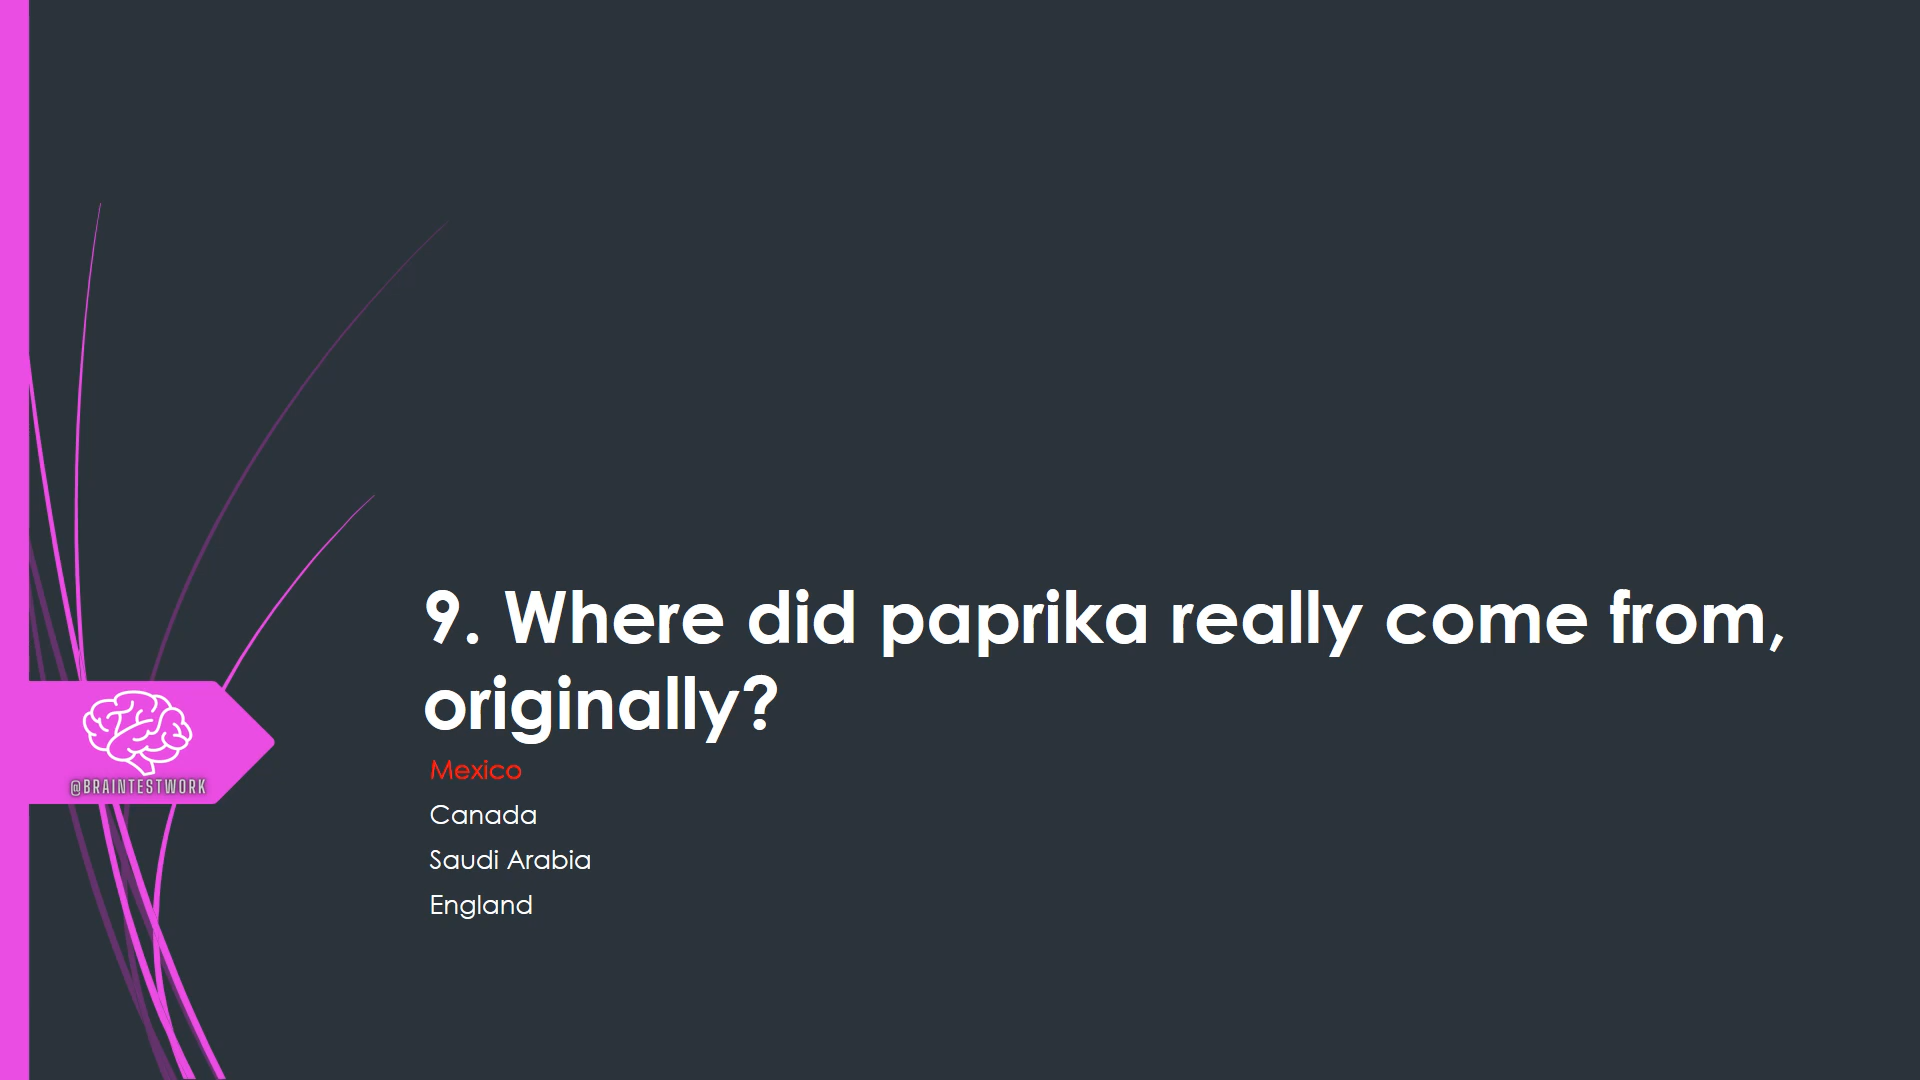 9. Where did paprika really come from,
originally?
Mexico
Canada
Saudi Arabia
England
@BRAINTESTWORK